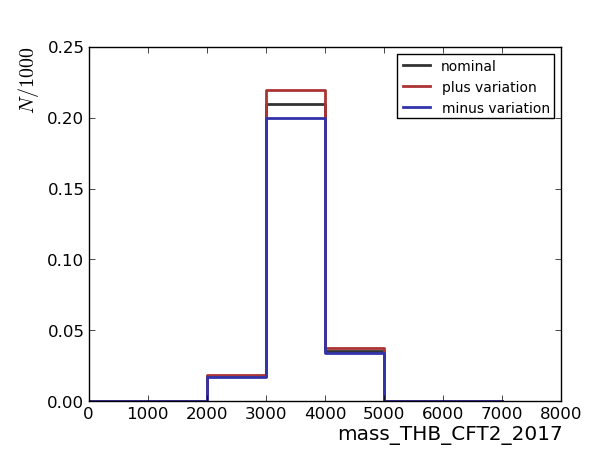 0.25
0.20
0.15
0.10
0.05
0.00
N/1000
nominal
plus variation
minus variation
0 1000 2000 3000 4000 5000 6000 7000 8000
mass_THB_CFT2_2017